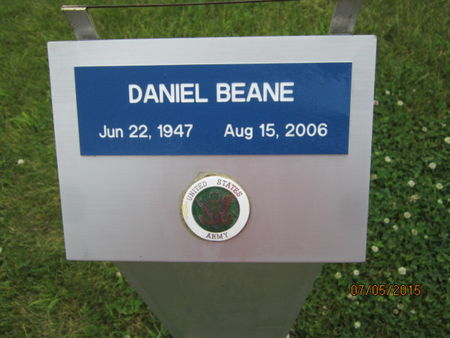 DANIEL BEANE
Jun 22, 1947 Aug 15, 2006
UNITED STATES
ARMY
07/05/2015